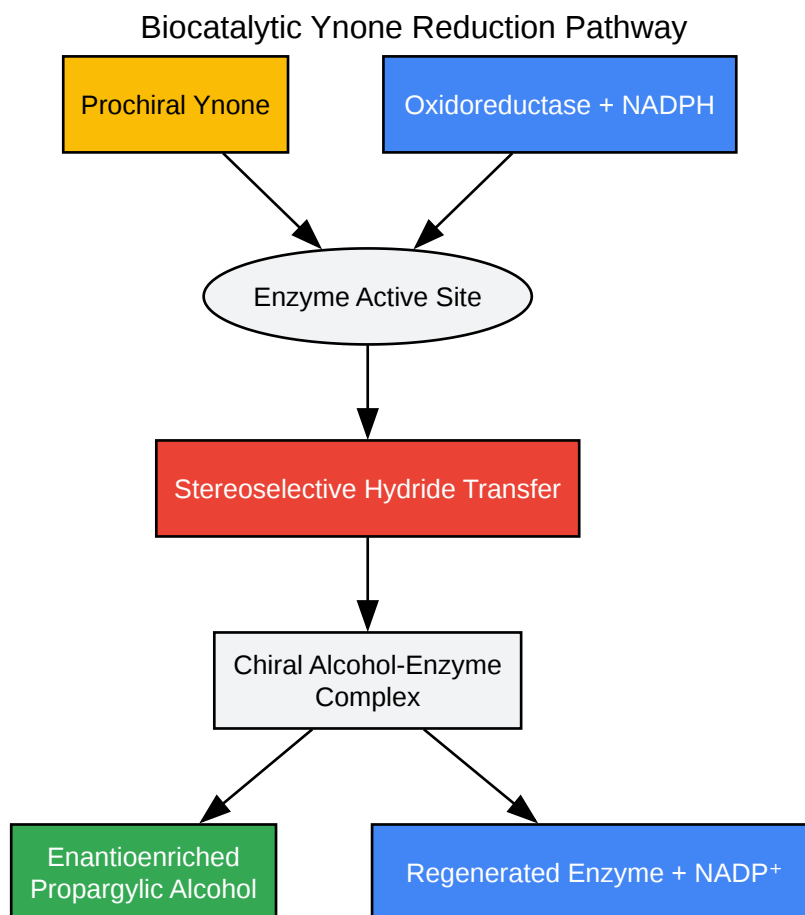 Biocatalytic Ynone Reduction Pathway
Prochiral Ynone
Oxidoreductase + NADPH
Enzyme Active Site
Stereoselective Hydride Transfer
Chiral Alcohol-Enzyme
Complex
Enantioenriched
Propargylic Alcohol
Regenerated Enzyme + NADP⁺